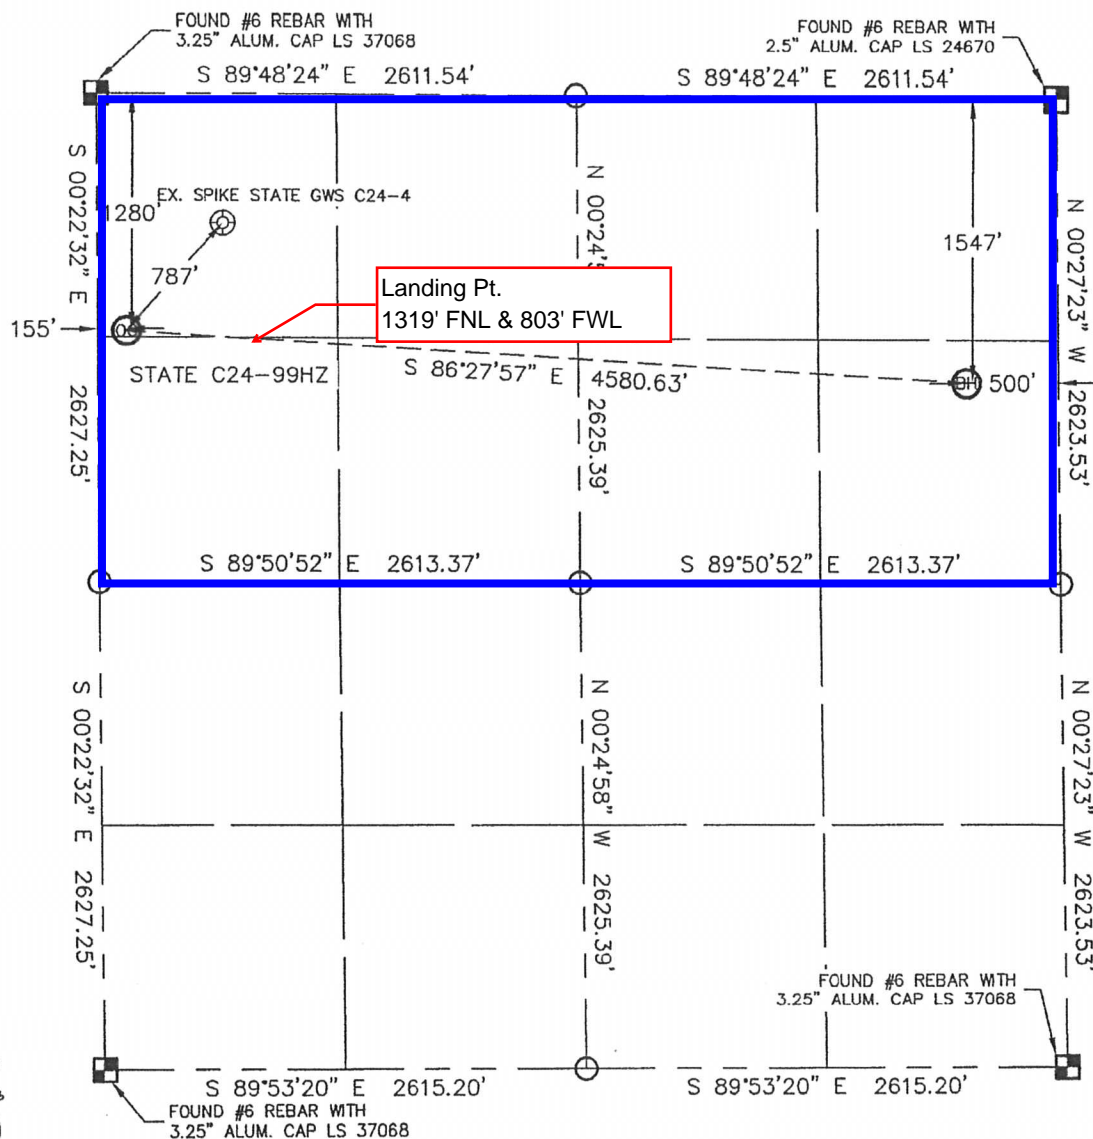 FOUND #6 REBAR WITH
3.25" ALUM. CAP LS 37068
FOUND #6 REBAR WITH
2.5" ALUM. CAP LS 24670
S 89°48'24" E 2611.54'
S 89°48'24" E 2611.54'
S 00°22'32" E 2627.25'
1280'
EX. SPIKE STATE GWS C24-4
787'
155'
STATE C24-99HZ
Landing Pt.
1319' FNL & 803' FWL
N 00°24'5
2625.39'
S 86°27'57" E 4580.63'
1547'
500'
N 00°27'23" W 2623.53'
S 89°50'52" E 2613.37'
S 89°50'52" E 2613.37'
S 00°22'32" E 2627.25'
N 00°24'58" W 2625.39'
N 00°27'23" W 2623.53'
FOUND #6 REBAR WITH
3.25" ALUM. CAP LS 37068
S 89°53'20" E 2615.20'
S 89°53'20" E 2615.20'
FOUND #6 REBAR WITH
3.25" ALUM. CAP LS 37068